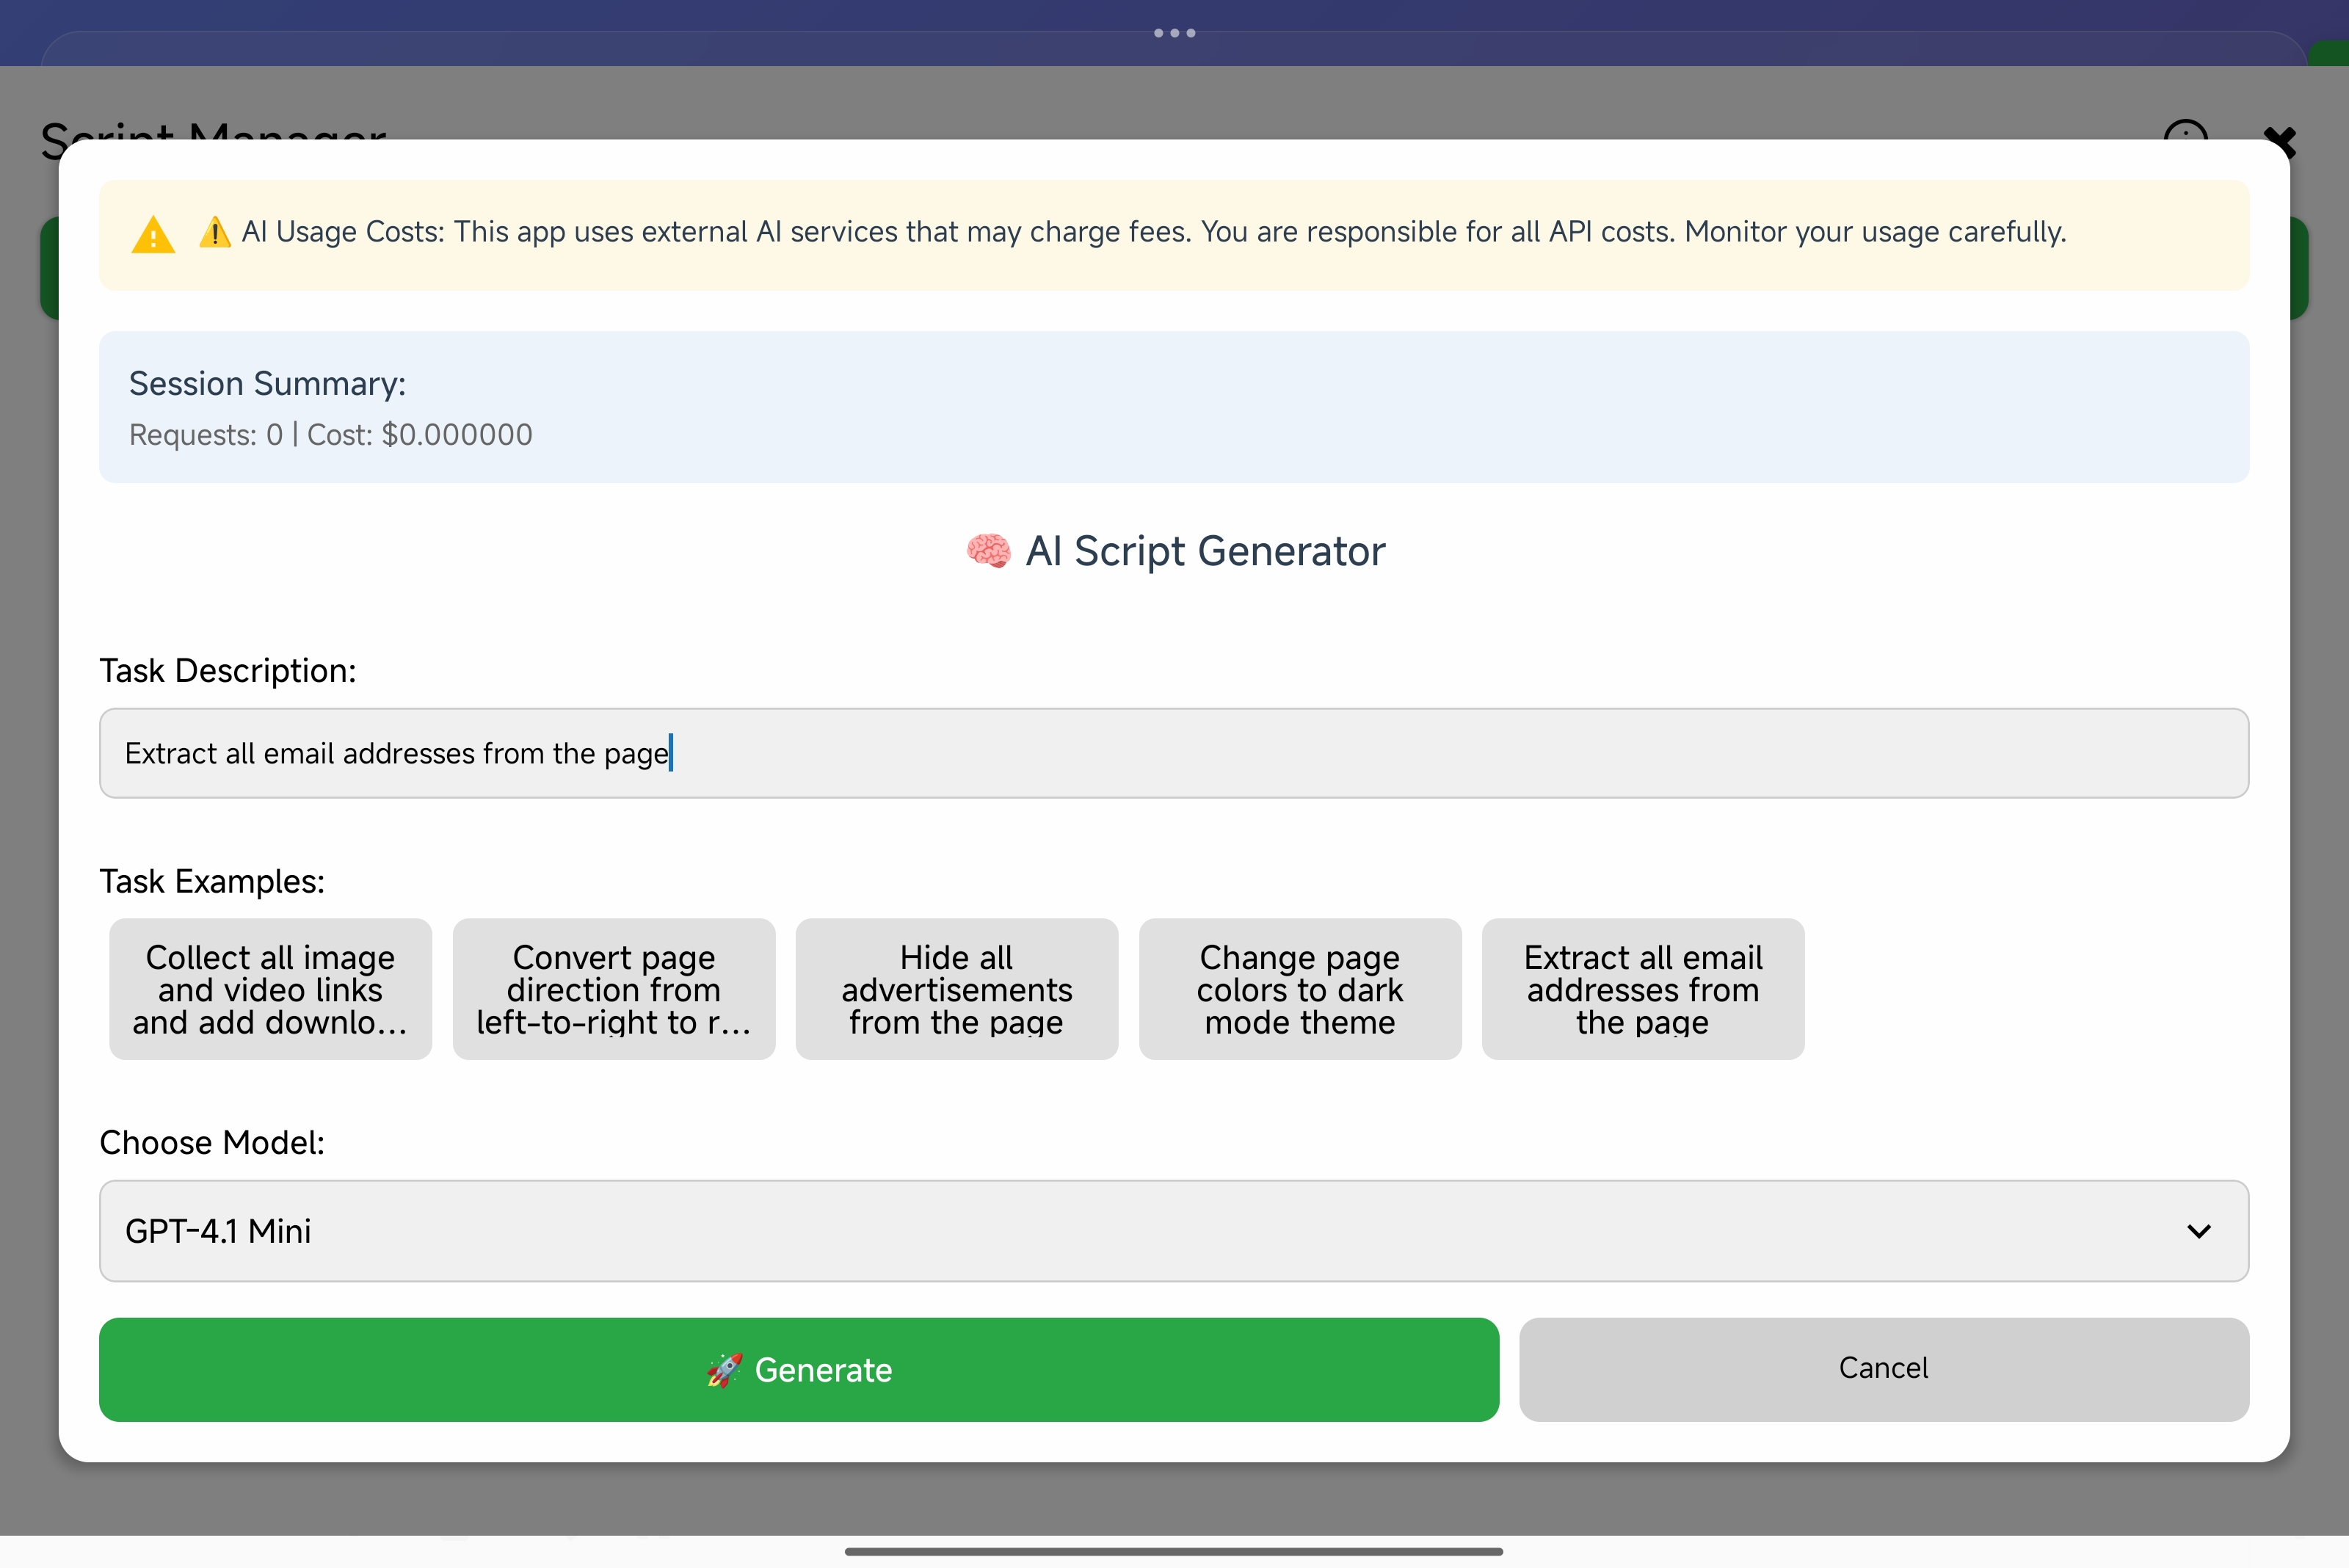 Script Manager
⚠️ AI Usage Costs: This app uses external AI services that may charge fees. You are responsible for all API costs. Monitor your usage carefully.
Session Summary:
Requests: 0 | Cost: $0.000000
🧠 AI Script Generator
Task Description:
Extract all email addresses from the page
Task Examples:
Collect all image
and video links
and add downlo...
Convert page
direction from
left-to-right to r...
Hide all
advertisements
from the page
Change page
colors to dark
mode theme
Extract all email
addresses from
the page
Choose Model:
GPT-4.1 Mini
🚀 Generate
Cancel